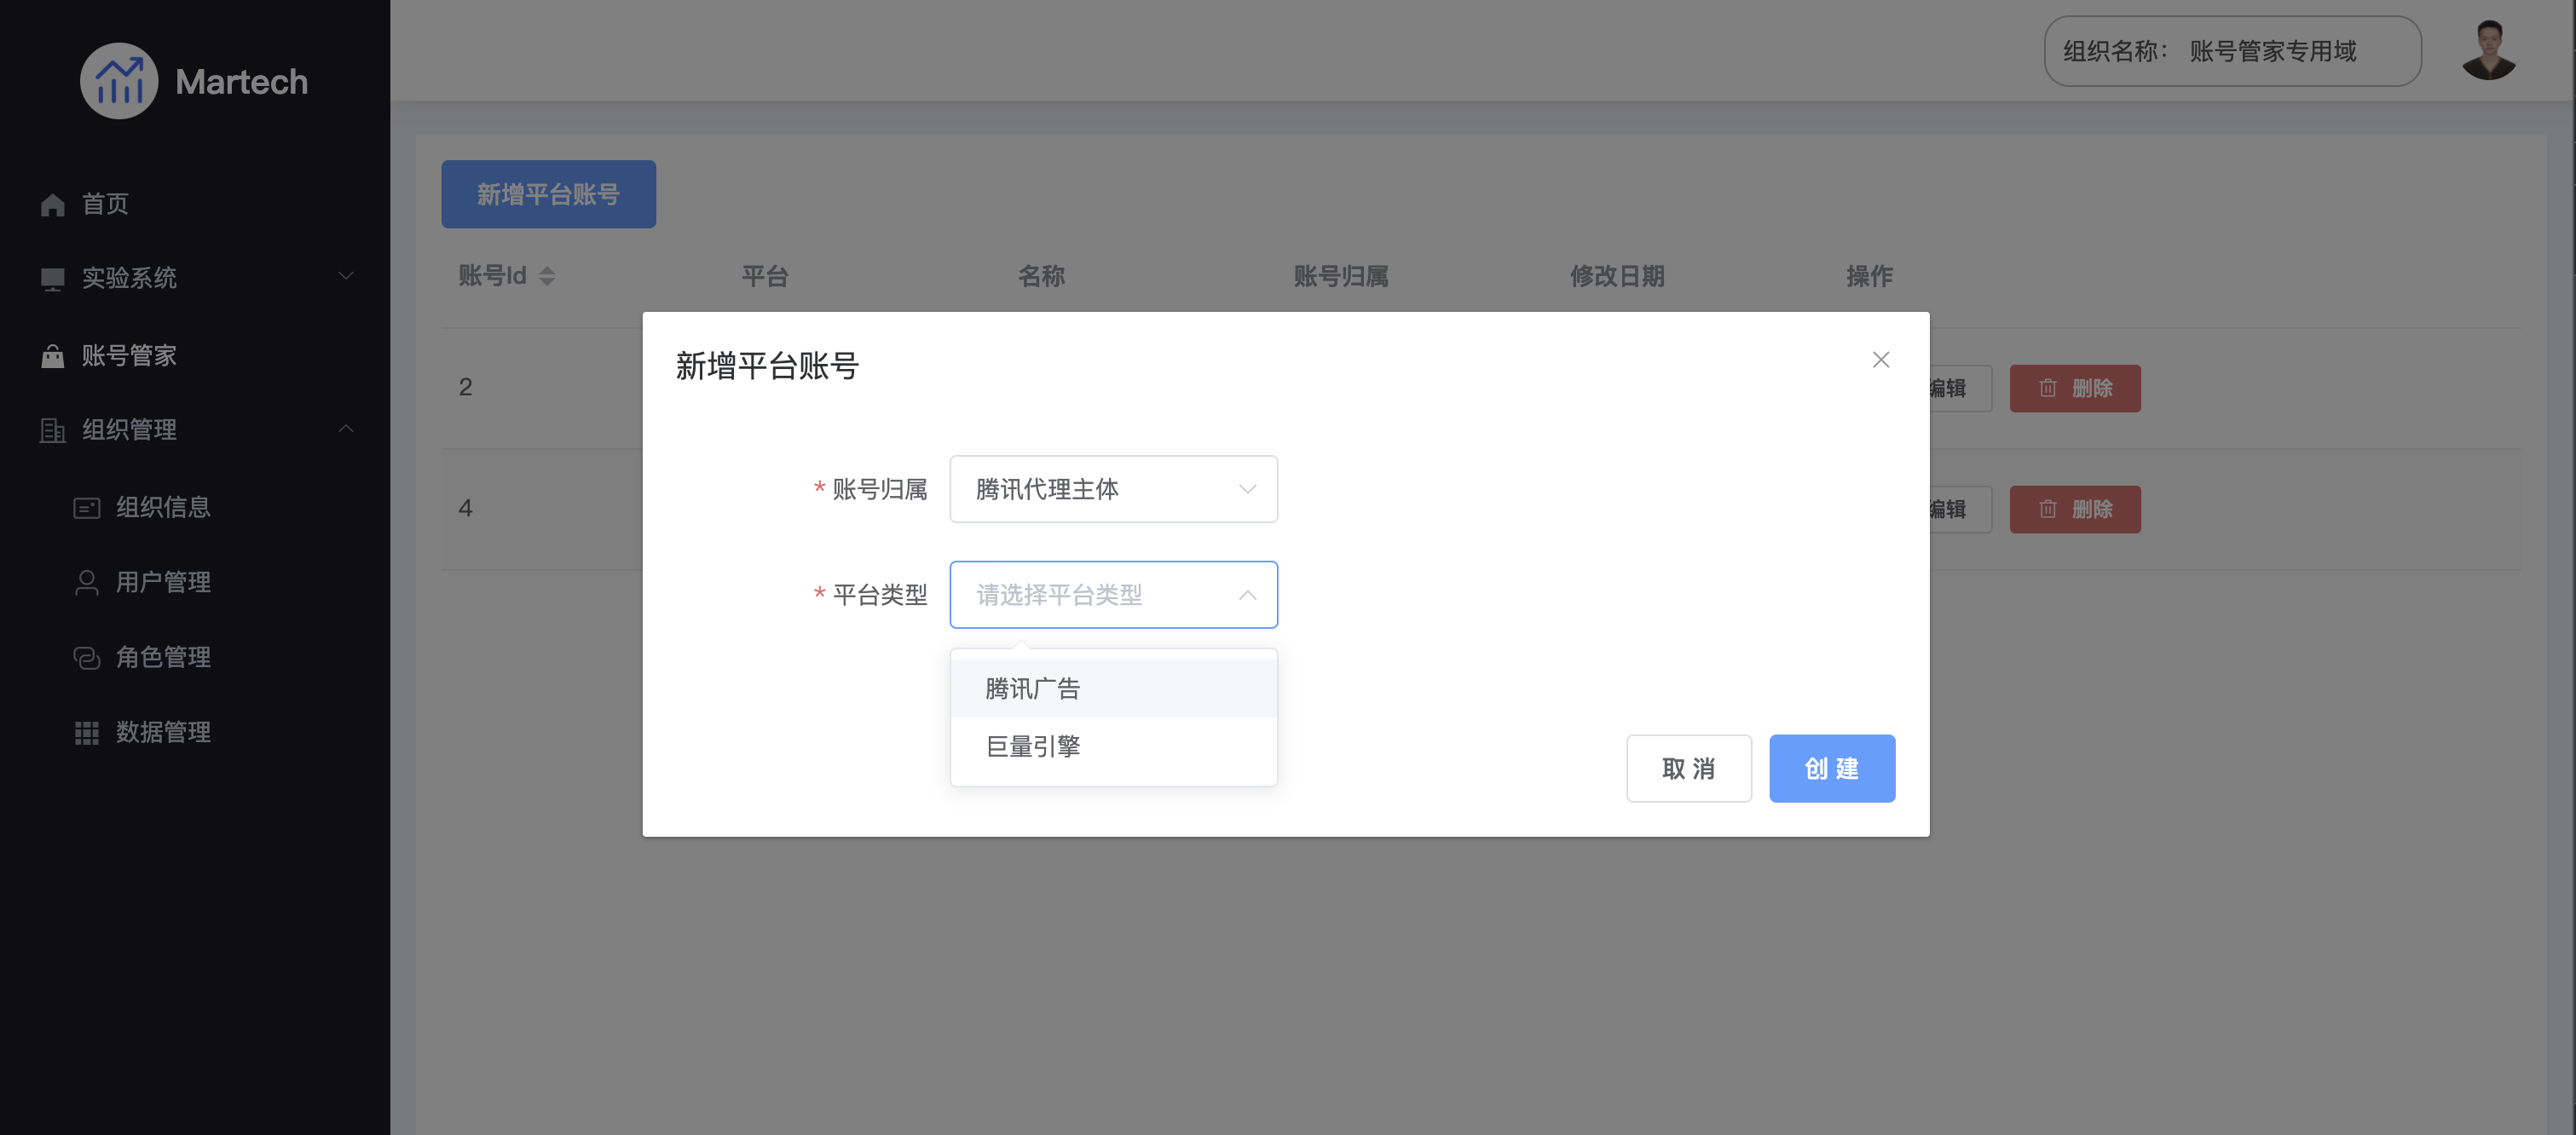 Martech
组织名称： 账号管家专用域
首页
实验系统
账号管家
组织管理
组织信息
用户管理
角色管理
数据管理
新增平台账号
账号Id 平台 名称 账号归属 修改日期 操作
2 编辑 删除
4 编辑 删除
新增平台账号
* 账号归属 腾讯代理主体
* 平台类型 请选择平台类型
腾讯广告
巨量引擎
取 消 创 建